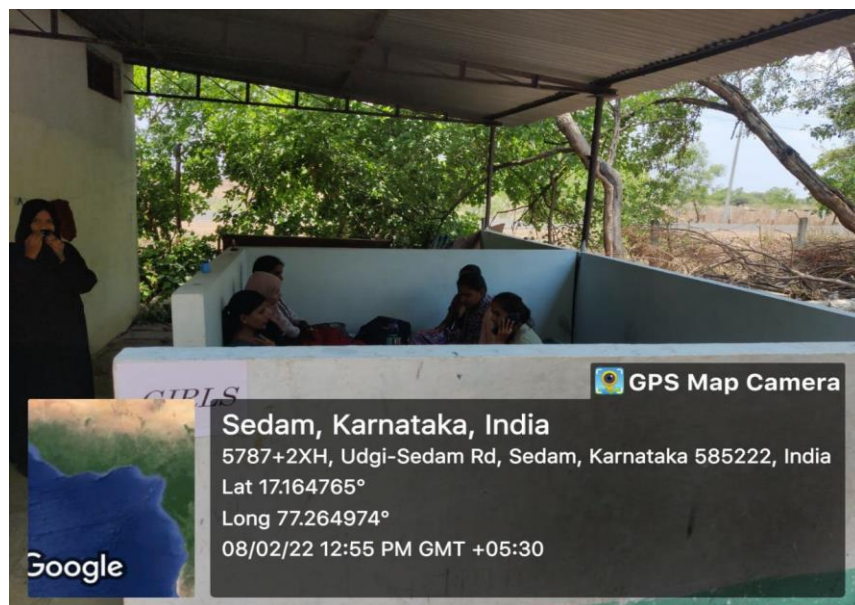 GIRLS
GPS Map Camera
Sedam, Karnataka, India
5787+2XH, Udgi-Sedam Rd, Sedam, Karnataka 585222, India
Lat 17.164765°
Long 77.264974°
08/02/22 12:55 PM GMT +05:30
Google